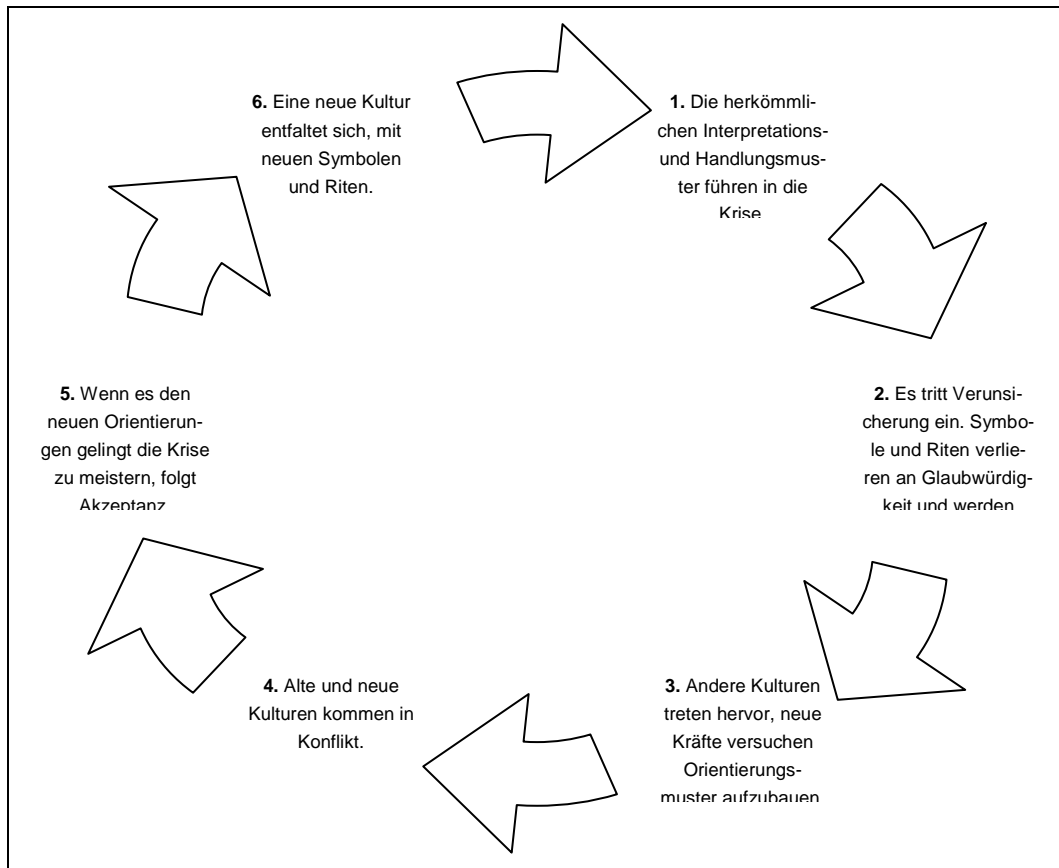 1. Die herkömmli-
chen Interpretations-
und Handlungsmus-
ter führen in die
Krise
2. Es tritt Verunsi-
cherung ein. Symbo-
le und Riten verlie-
ren an Glaubwürdig-
keit und werden
3. Andere Kulturen
treten hervor, neue
Kräfte versuchen
Orientierungs-
muster aufzubauen
4. Alte und neue
Kulturen kommen in
Konflikt.
5. Wenn es den
neuen Orientierun-
gen gelingt die Krise
zu meistern, folgt
Akzeptanz
6. Eine neue Kultur
entfaltet sich, mit
neuen Symbolen
und Riten.